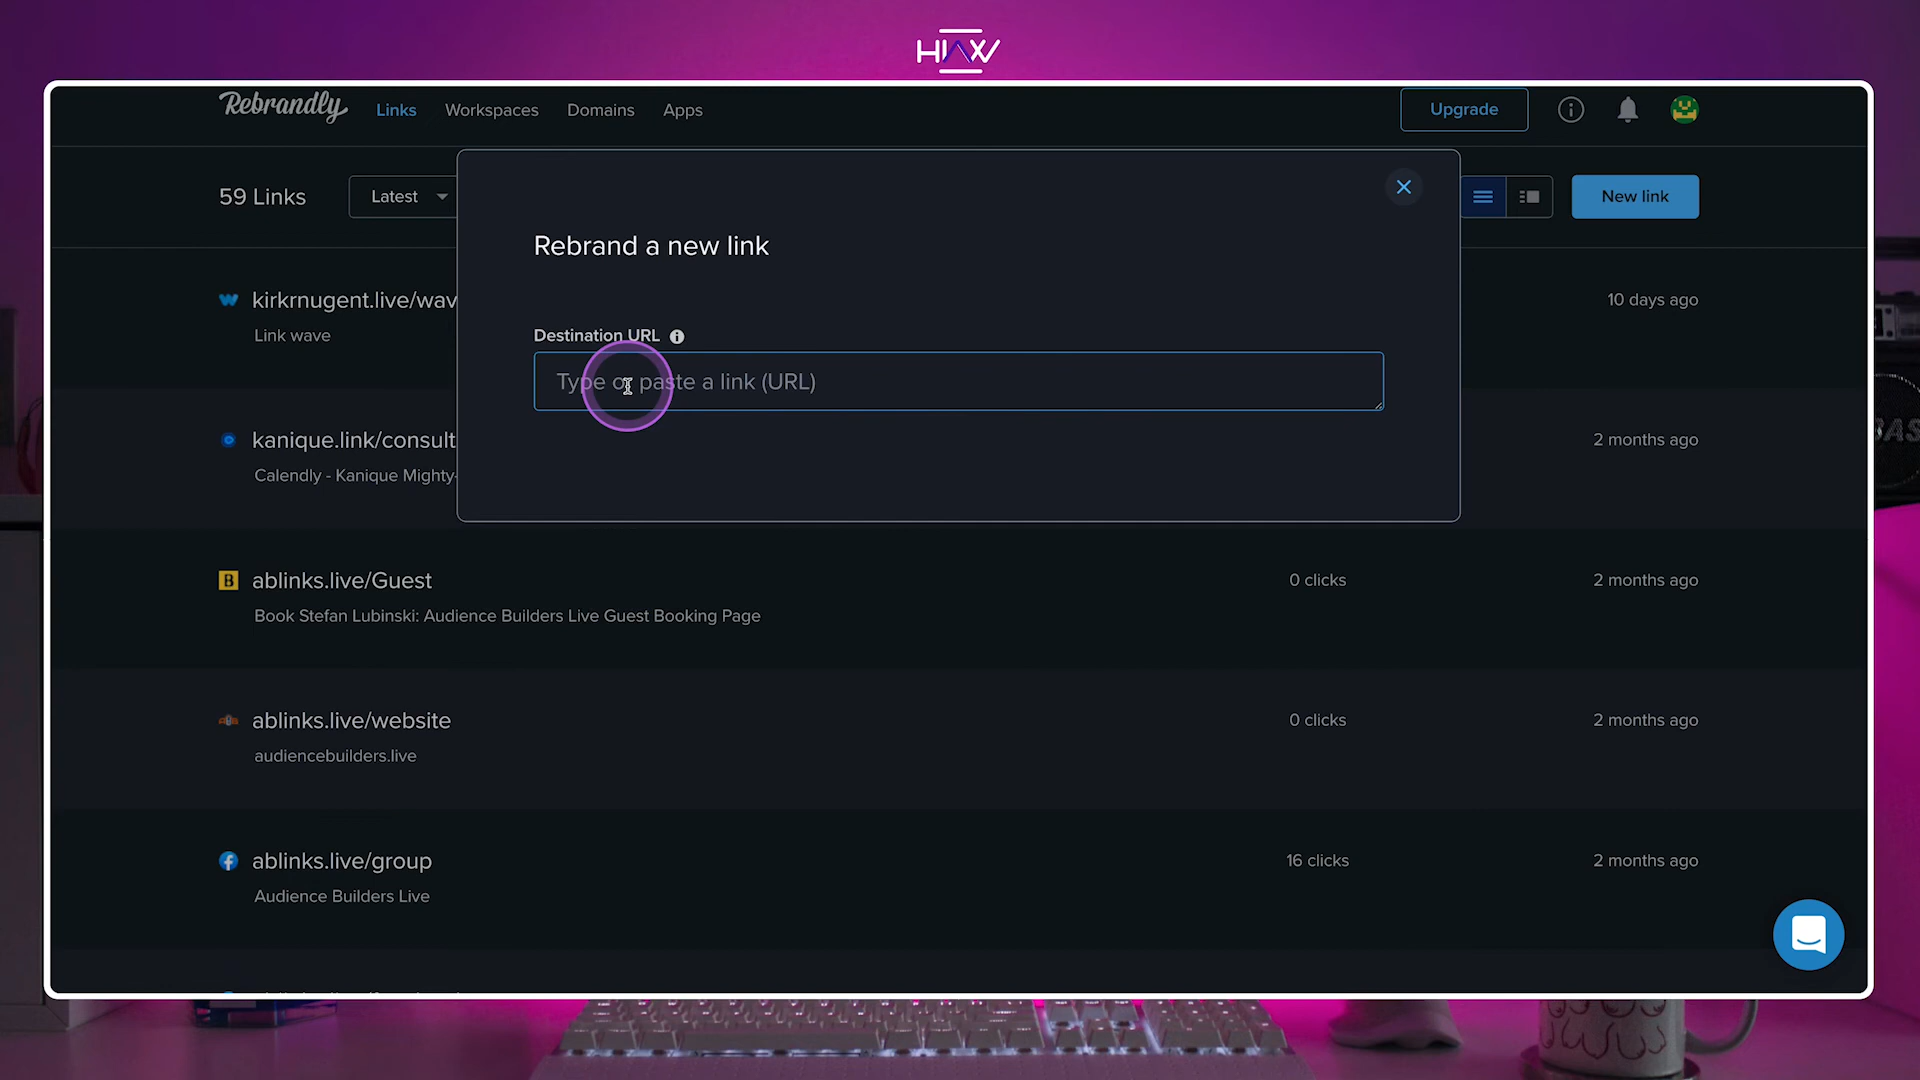 HIAW
Rebrandly Links Workspaces Domains Apps Upgrade
59 Links Latest New link
Rebrand a new link
Destination URL
Type or paste a link (URL)
kirkrnugent.live/wav 10 days ago
Link wave
kanique.link/consult 2 months ago
Calendly - Kanique Mighty-
B ablinks.live/Guest 0 clicks 2 months ago
Book Stefan Lubinski: Audience Builders Live Guest Booking Page
ablinks.live/website 0 clicks 2 months ago
audiencebuilders.live
ablinks.live/group 16 clicks 2 months ago
Audience Builders Live